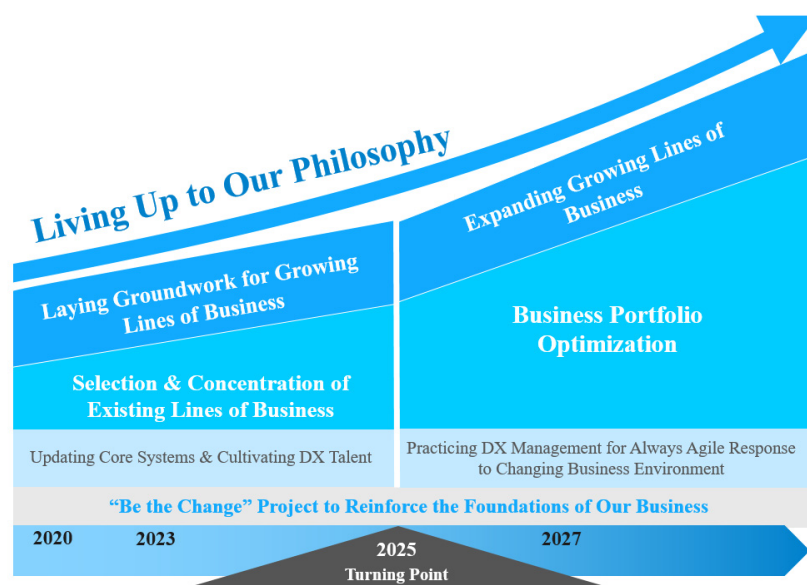 Living Up to Our Philosophy
Laying Groundwork for Growing
Lines of Business
Expanding Growing Lines of
Business
Selection & Concentration of
Existing Lines of Business
Business Portfolio
Optimization
Updating Core Systems & Cultivating DX Talent
Practicing DX Management for Always Agile Response
to Changing Business Environment
“Be the Change” Project to Reinforce the Foundations of Our Business
2020
2023
2025
2027
Turning Point